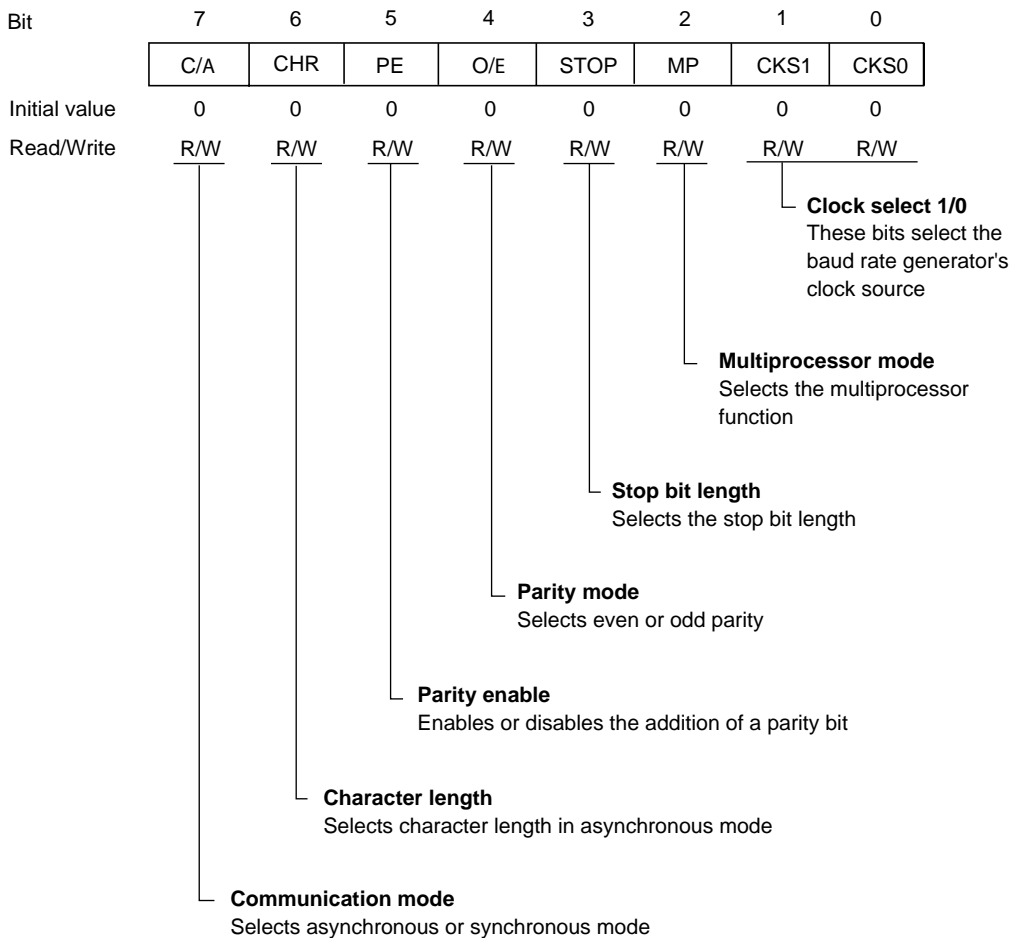 Bit 7 6 5 4 3 2 1 0
C/A CHR PE O/E STOP MP CKS1 CKS0
Initial value 0 0 0 0 0 0 0 0
Read/Write R/W R/W R/W R/W R/W R/W R/W R/W
Clock select 1/0
These bits select the
baud rate generator's
clock source
Multiprocessor mode
Selects the multiprocessor
function
Stop bit length
Selects the stop bit length
Parity mode
Selects even or odd parity
Parity enable
Enables or disables the addition of a parity bit
Character length
Selects character length in asynchronous mode
Communication mode
Selects asynchronous or synchronous mode